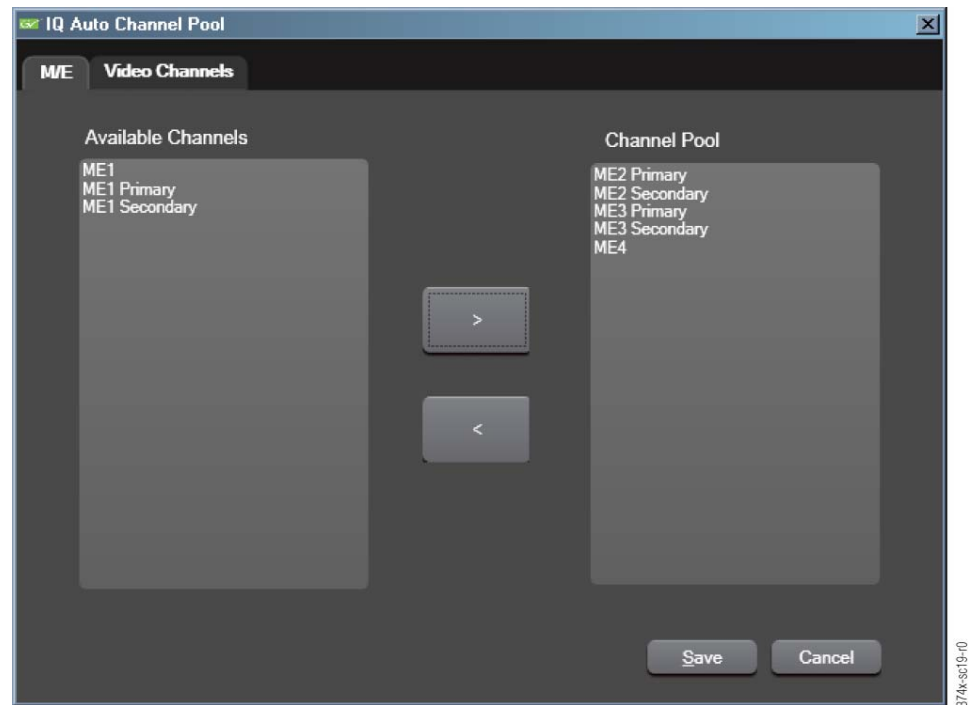 IQ Auto Channel Pool
M/E Video Channels
Available Channels
ME1
ME1 Primary
ME1 Secondary
>
<
Channel Pool
ME2 Primary
ME2 Secondary
ME3 Primary
ME3 Secondary
ME4
Save Cancel
374x-sc19-r0